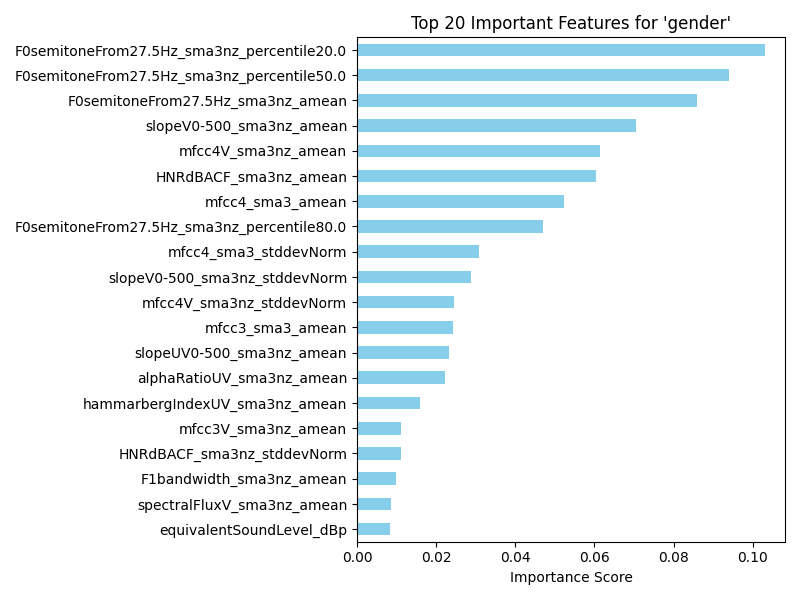 Top 20 Important Features for 'gender'
F0semitoneFrom27.5Hz_sma3nz_percentile20.0
F0semitoneFrom27.5Hz_sma3nz_percentile50.0
F0semitoneFrom27.5Hz_sma3nz_amean
slopeV0-500_sma3nz_amean
mfcc4V_sma3nz_amean
HNRdBACF_sma3nz_amean
mfcc4_sma3_amean
F0semitoneFrom27.5Hz_sma3nz_percentile80.0
mfcc4_sma3_stddevNorm
slopeV0-500_sma3nz_stddevNorm
mfcc4V_sma3nz_stddevNorm
mfcc3_sma3_amean
slopeUV0-500_sma3nz_amean
alphaRatioUV_sma3nz_amean
hammarbergIndexUV_sma3nz_amean
mfcc3V_sma3nz_amean
HNRdBACF_sma3nz_stddevNorm
F1bandwidth_sma3nz_amean
spectralFluxV_sma3nz_amean
equivalentSoundLevel_dBp
0.00 0.02 0.04 0.06 0.08 0.10
Importance Score